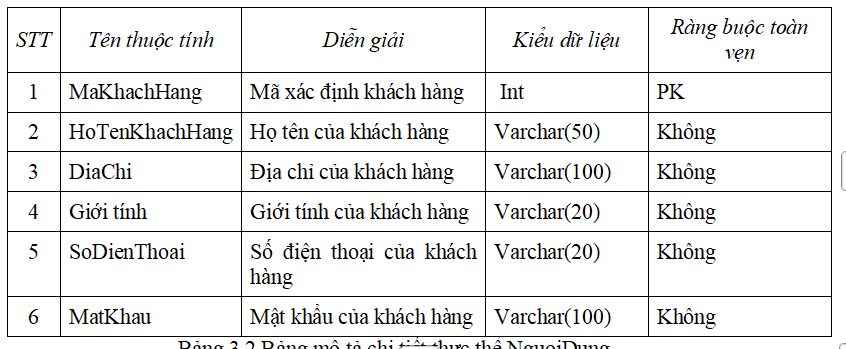 STT Tên thuộc tính Diễn giải Kiểu dữ liệu Ràng buộc toàn
vẹn
1 MaKhachHang Mã xác định khách hàng Int PK
2 HoTenKhachHang Họ tên của khách hàng Varchar(50) Không
3 DiaChi Địa chỉ của khách hàng Varchar(100) Không
4 Giới tính Giới tính của khách hàng Varchar(20) Không
5 SoDienThoai Số điện thoại của khách Varchar(20) Không
hàng
6 MatKhau Mật khẩu của khách hàng Varchar(100) Không
Bảng 3.2 Bảng mô tả chi tiết thực thể NguoiDung